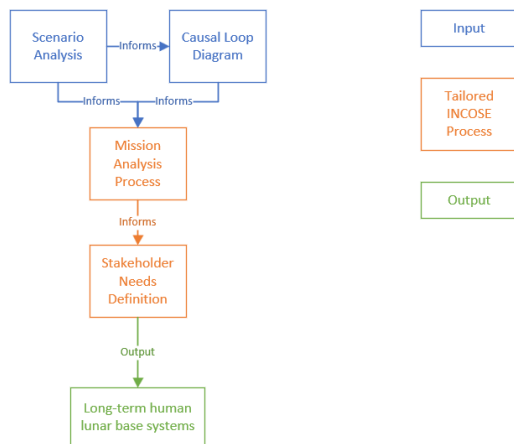 Scenario
Analysis
Informs
Causal Loop
Diagram
Input
Informs
Informs
Tailored
INCOSE
Process
Mission
Analysis
Process
Informs
Output
Stakeholder
Needs
Definition
Output
Long-term human
lunar base systems